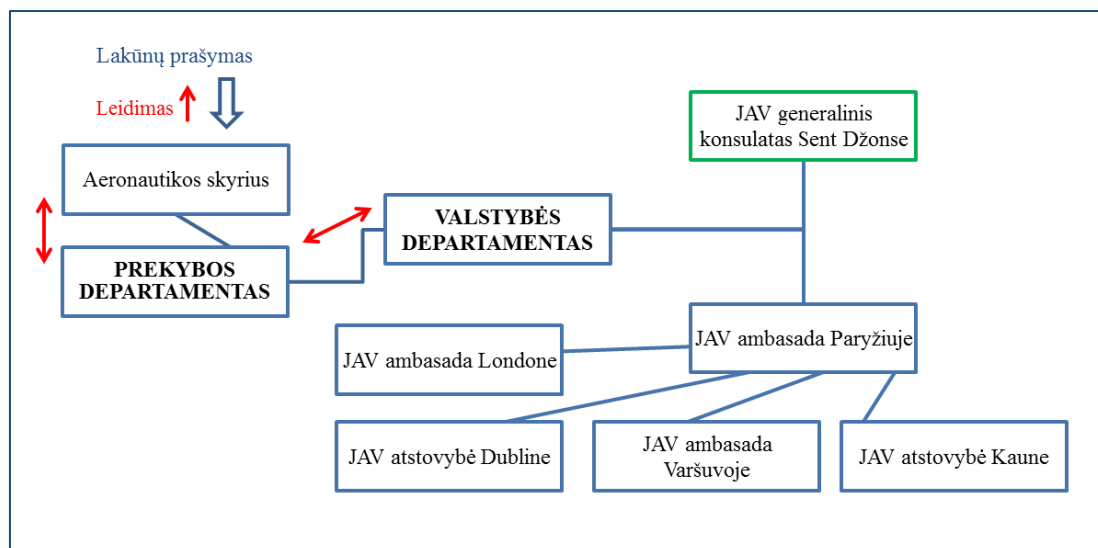 Lakūnų prašymas
Leidimas
Aeronautikos skyrius
PREKYBOS
DEPARTAMENTAS
VALSTYBĖS
DEPARTAMENTAS
JAV generalinis
konsulatas Sent Džonse
JAV ambasada Londone
JAV ambasada Paryžiuje
JAV atstovybė Dubline
JAV ambasada
Varšuvoje
JAV atstovybė Kaune